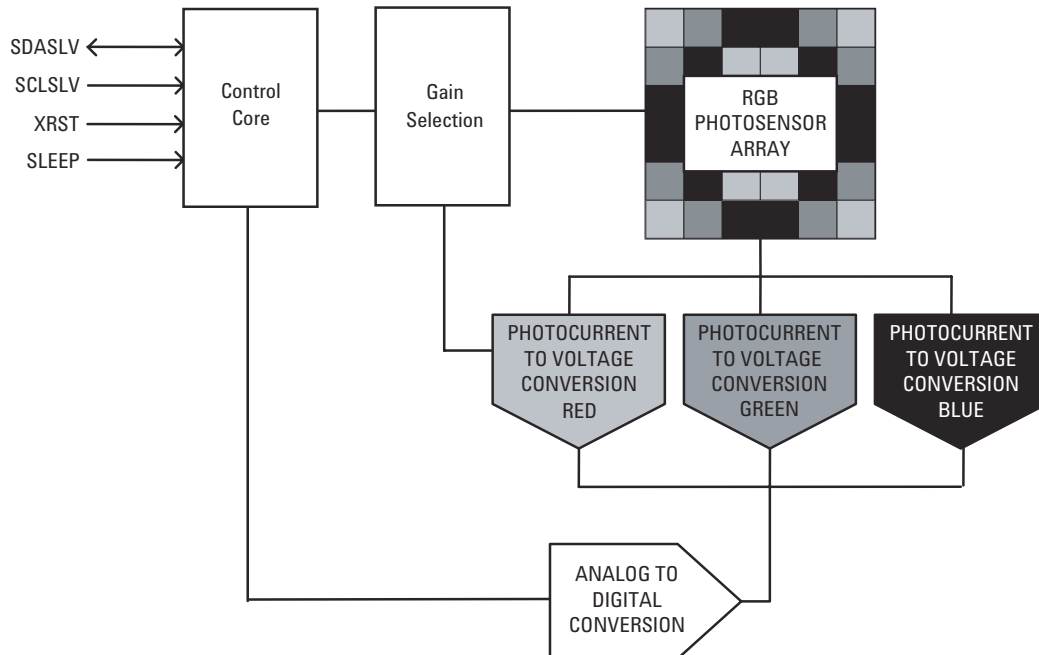 SDASLV
SCLSLV
XRST
SLEEP
Control
Core
Gain
Selection
RGB
PHOTOSENSOR
ARRAY
PHOTOCURRENT
TO VOLTAGE
CONVERSION
RED
PHOTOCURRENT
TO VOLTAGE
CONVERSION
GREEN
PHOTOCURRENT
TO VOLTAGE
CONVERSION
BLUE
ANALOG TO
DIGITAL
CONVERSION